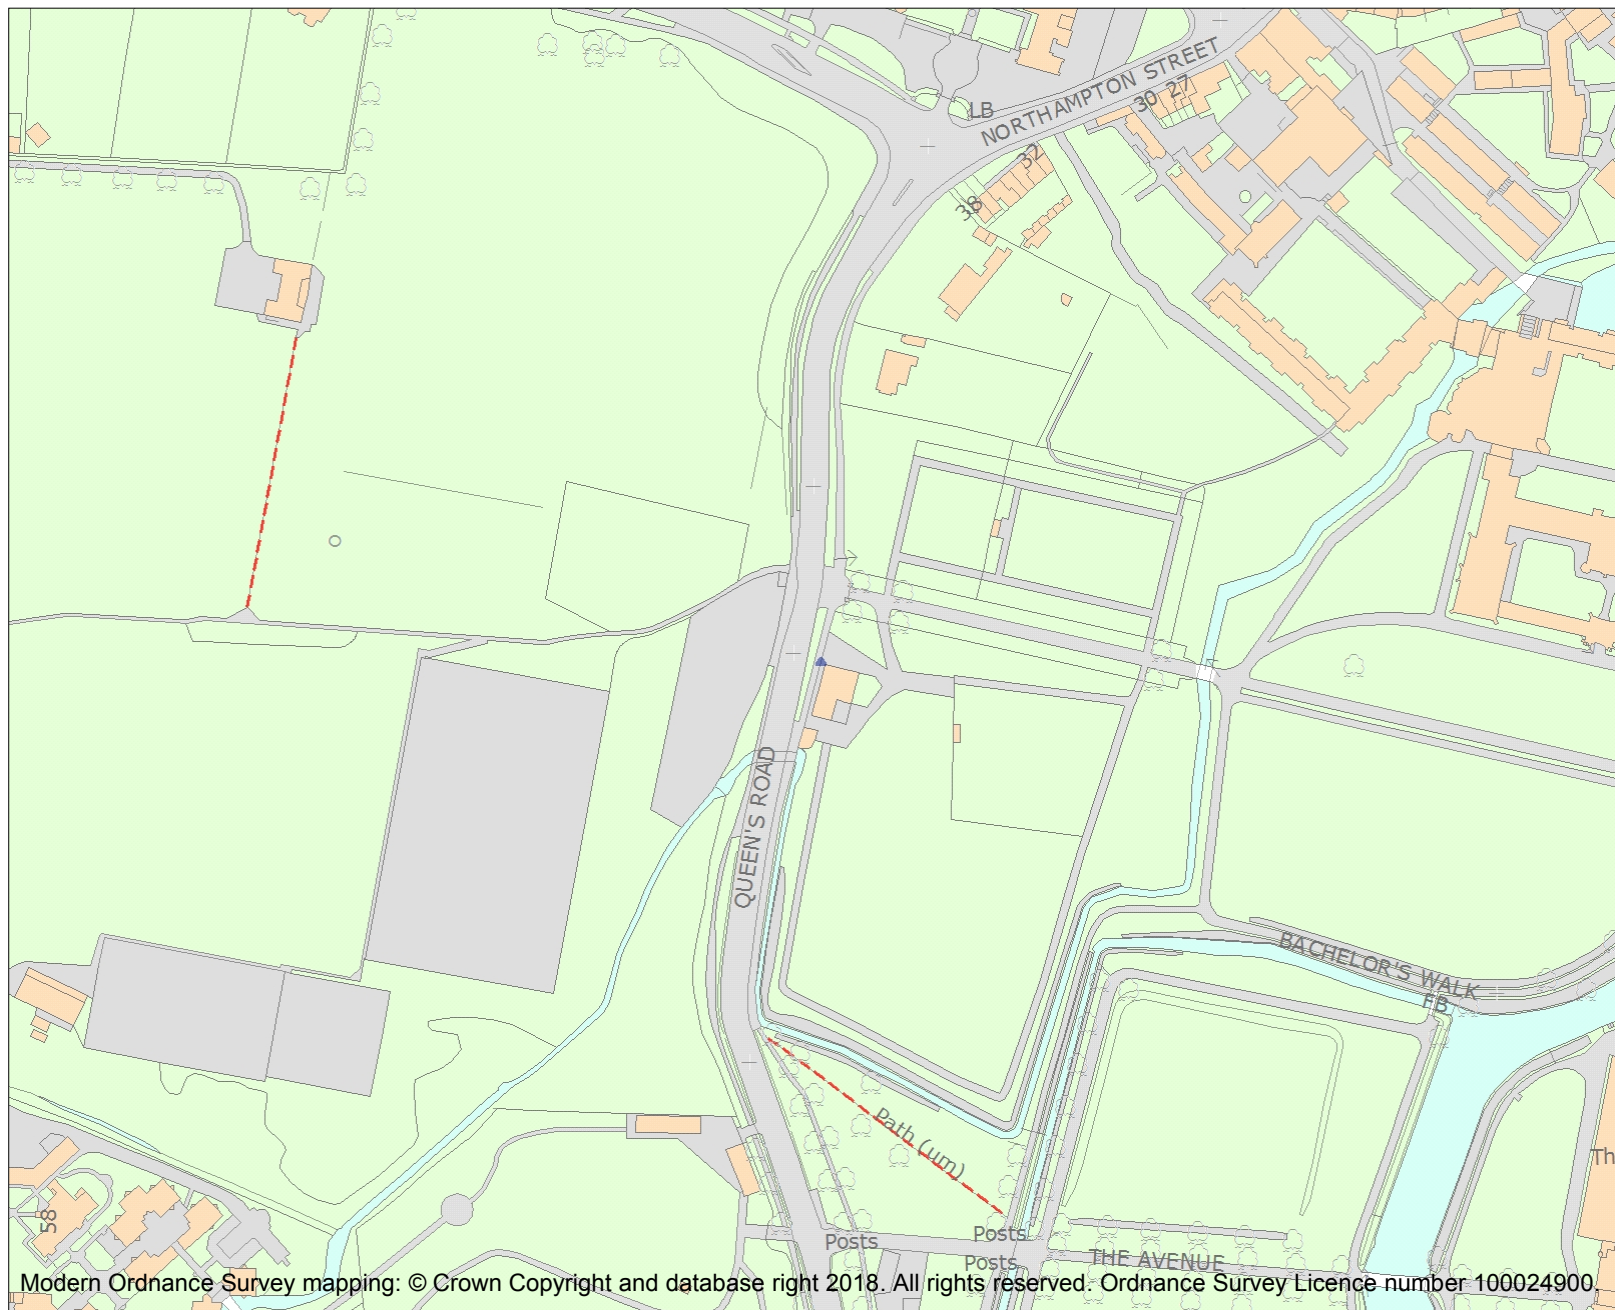 NORTHAMPTON STREET
LB
30 27
32
38
QUEEN'S ROAD
BACHELOR'S WALK
FB
Path (um)
Th
58
Posts
Posts
Posts
THE AVENUE
Modern Ordnance Survey mapping: © Crown Copyright and database right 2018. All rights reserved. Ordnance Survey Licence number 100024900.